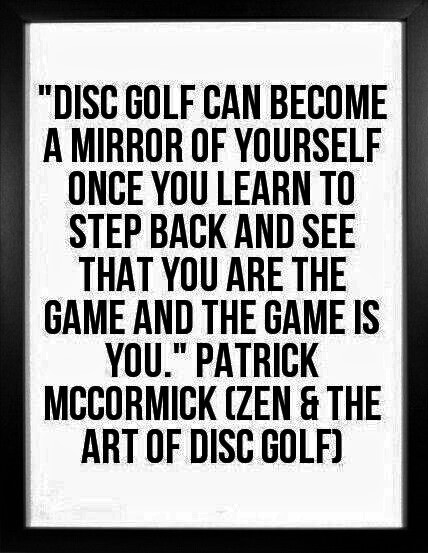 "DISC GOLF CAN BECOME
A MIRROR OF YOURSELF
ONCE YOU LEARN TO
STEP BACK AND SEE
THAT YOU ARE THE
GAME AND THE GAME IS
YOU." PATRICK
MCCORMICK (ZEN & THE
ART OF DISC GOLF)